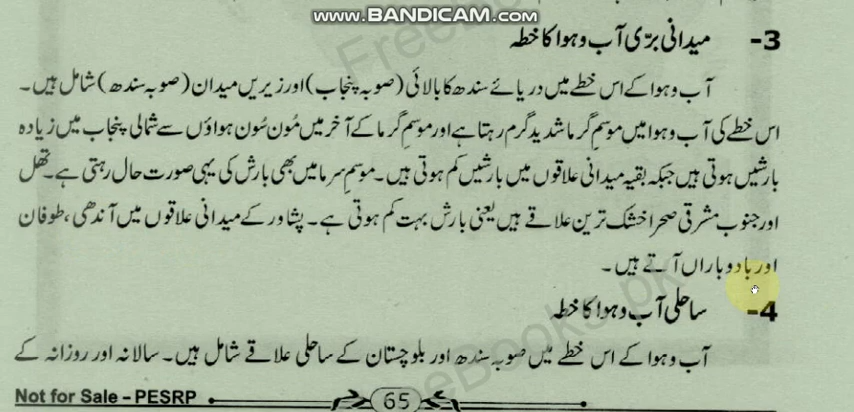 WWW.BANDICAM.COM
3- میدانی برّی آب و ہوا کا خطہ
آب و ہوا کے اس خطے میں دریائے سندھ کا بالائی (صوبہ پنجاب) اور زیریں میدان (صوبہ سندھ) شامل ہیں۔
اس خطے کی آب و ہوا میں موسمِ گرما شدید گرم رہتا ہے اور موسمِ گرما کے آخر میں مُون سُون ہواؤں سے شمالی پنجاب میں زیادہ
بارشیں ہوتی ہیں جبکہ بقیہ میدانی علاقوں میں بارشیں کم ہوتی ہیں۔ موسمِ سرما میں بھی بارش کی یہی صورت حال رہتی ہے۔ تھل
اور جنوب مشرقی صحرا خشک ترین علاقے ہیں یعنی بارش بہت کم ہوتی ہے۔ پشاور کے میدانی علاقوں میں آندھی، طوفان
اور باد و باراں آتے ہیں۔
4- ساحلی آب و ہوا کا خطہ
آب و ہوا کے اس خطے میں صوبہ سندھ اور بلوچستان کے ساحلی علاقے شامل ہیں۔ سالانہ اور روزانہ کے
Not for Sale – PESRP
65